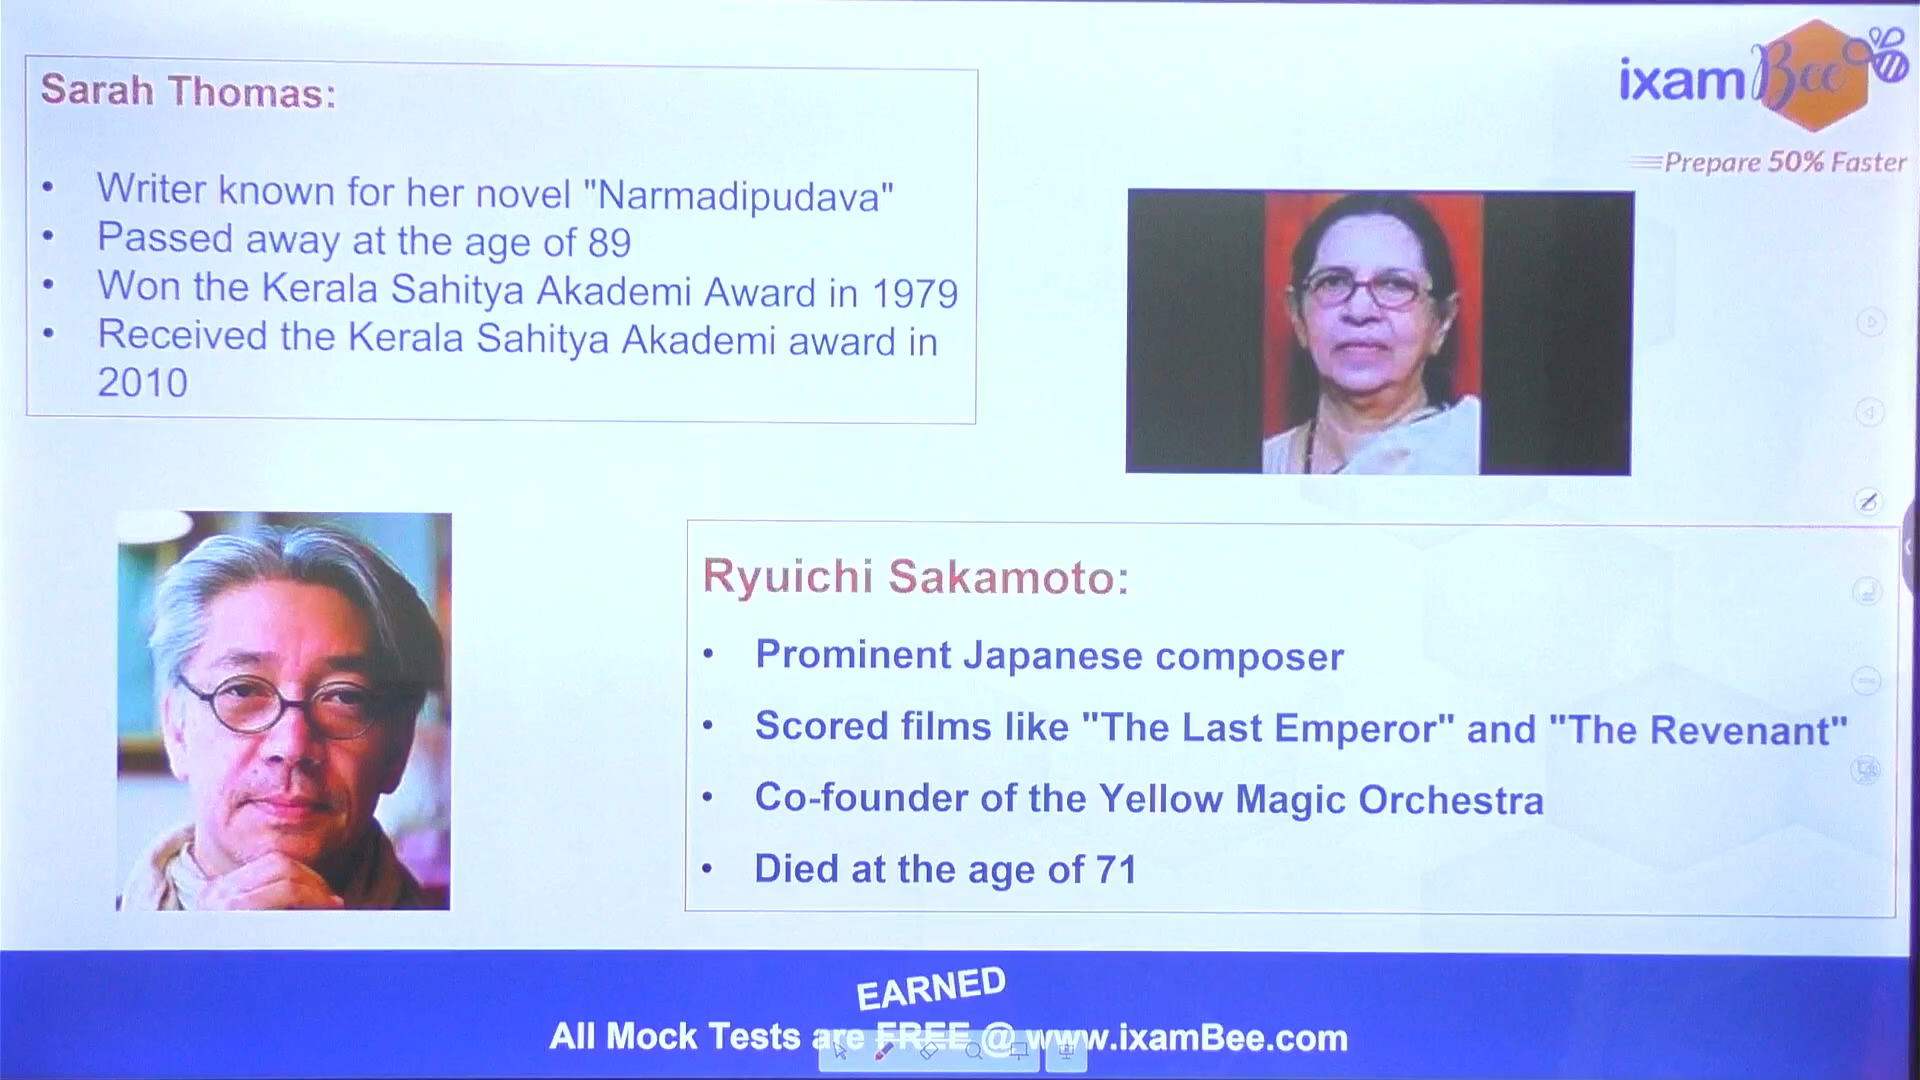 Sarah Thomas:
• Writer known for her novel "Narmadipudava"
• Passed away at the age of 89
• Won the Kerala Sahitya Akademi Award in 1979
• Received the Kerala Sahitya Akademi award in
2010
ixamBee
Prepare 50% Faster
Ryuichi Sakamoto:
• Prominent Japanese composer
• Scored films like "The Last Emperor" and "The Revenant"
• Co-founder of the Yellow Magic Orchestra
• Died at the age of 71
EARNED
All Mock Tests are FREE @ www.ixamBee.com